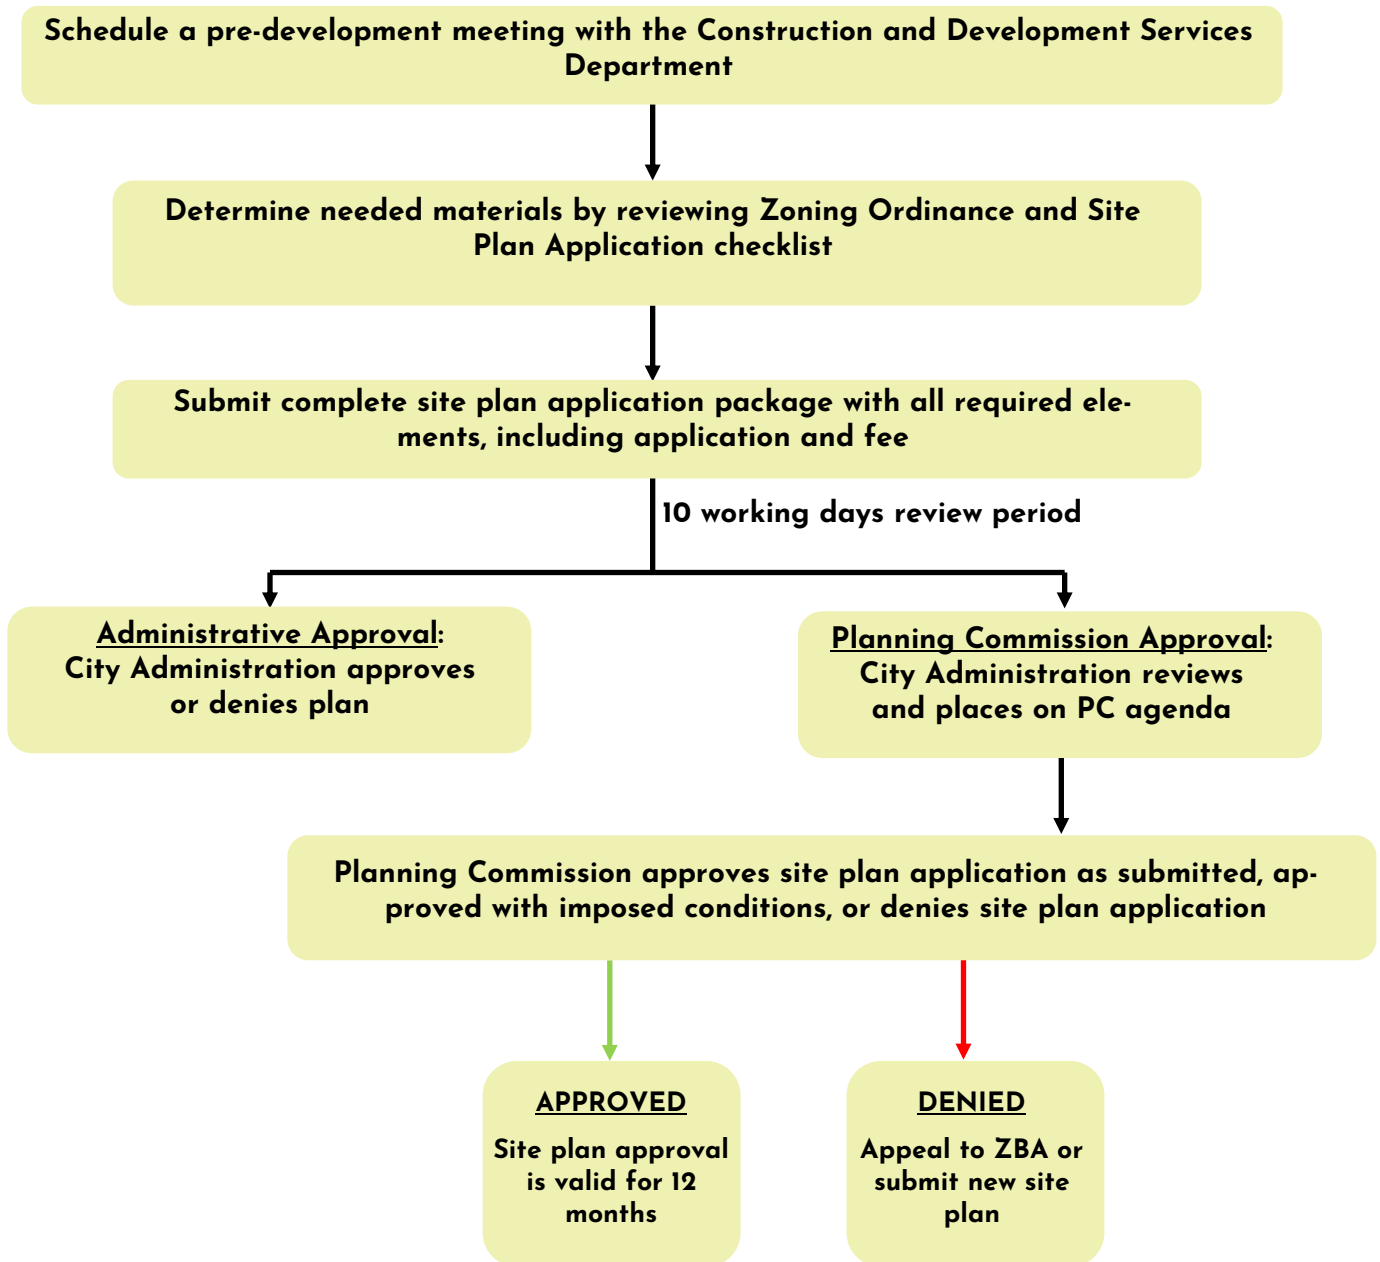 Schedule a pre-development meeting with the Construction and Development Services
Department
Determine needed materials by reviewing Zoning Ordinance and Site
Plan Application checklist
Submit complete site plan application package with all required ele-
ments, including application and fee
10 working days review period
Administrative Approval:
City Administration approves
or denies plan
Planning Commission Approval:
City Administration reviews
and places on PC agenda
Planning Commission approves site plan application as submitted, ap-
proved with imposed conditions, or denies site plan application
APPROVED
Site plan approval
is valid for 12
months
DENIED
Appeal to ZBA or
submit new site
plan